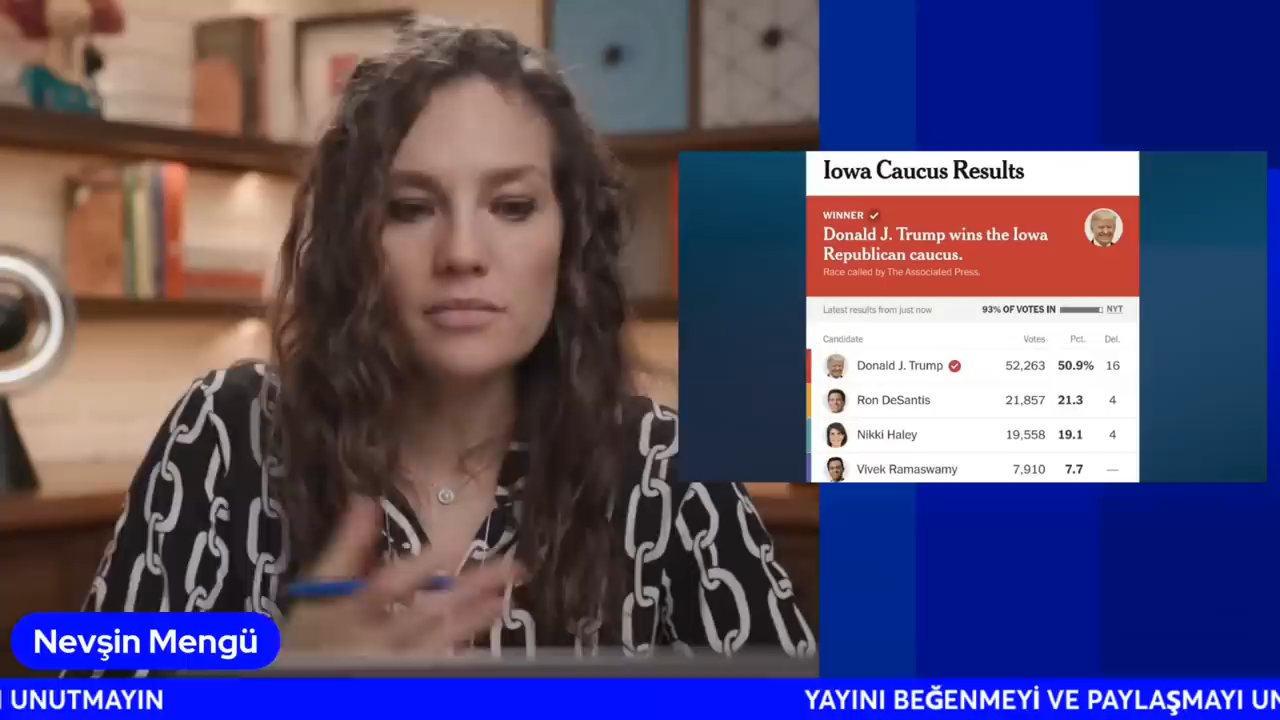 Iowa Caucus Results
WINNER
Donald J. Trump wins the Iowa
Republican caucus.
Race called by The Associated Press.
Latest results from just now 93% OF VOTES IN NYT
Candidate Votes Pct. Del.
Donald J. Trump 52,263 50.9% 16
Ron DeSantis 21,857 21.3 4
Nikki Haley 19,558 19.1 4
Vivek Ramaswamy 7,910 7.7 —
Nevşin Mengü
UNUTMAYIN YAYINI BEĞENMEYİ VE PAYLAŞMAYI UN